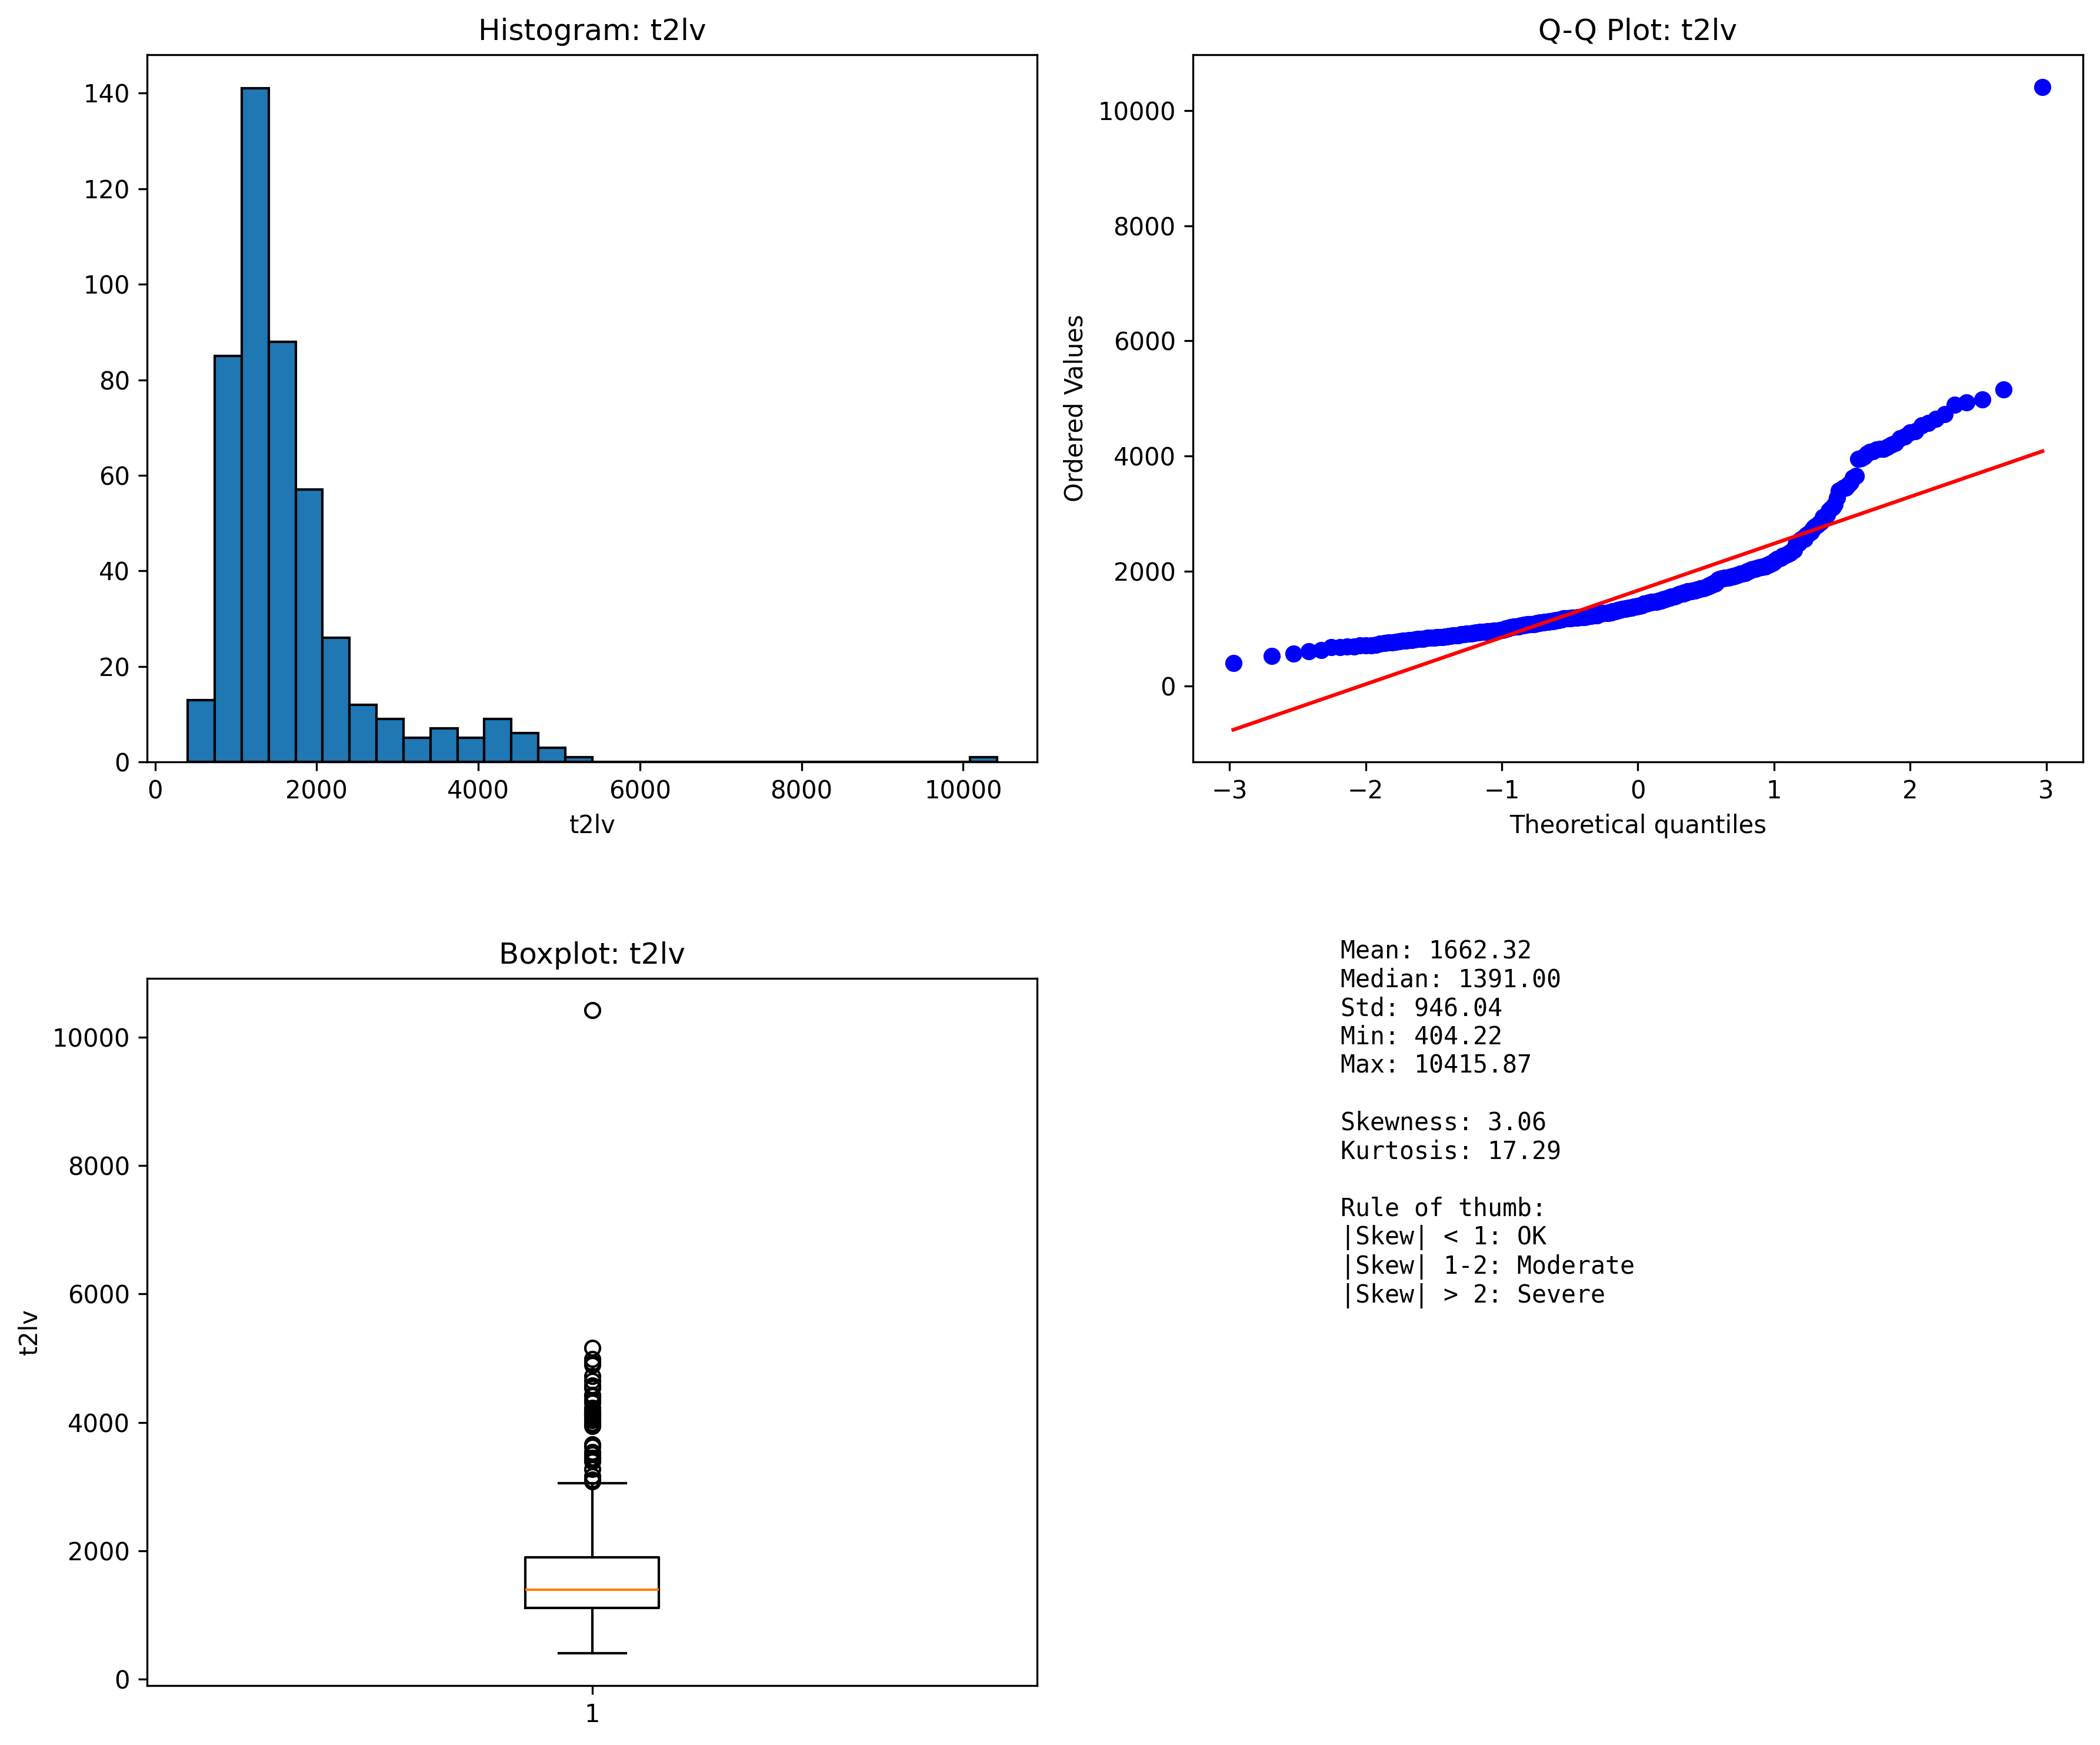 Histogram: t2lv
140
120
100
80
60
40
20
0
0 2000 4000 6000 8000 10000
t2lv
Q-Q Plot: t2lv
Ordered Values
10000
8000
6000
4000
2000
0
−3 −2 −1 0 1 2 3
Theoretical quantiles
Boxplot: t2lv
t2lv
10000
8000
6000
4000
2000
0
1
Mean: 1662.32
Median: 1391.00
Std: 946.04
Min: 404.22
Max: 10415.87
Skewness: 3.06
Kurtosis: 17.29
Rule of thumb:
|Skew| < 1: OK
|Skew| 1-2: Moderate
|Skew| > 2: Severe